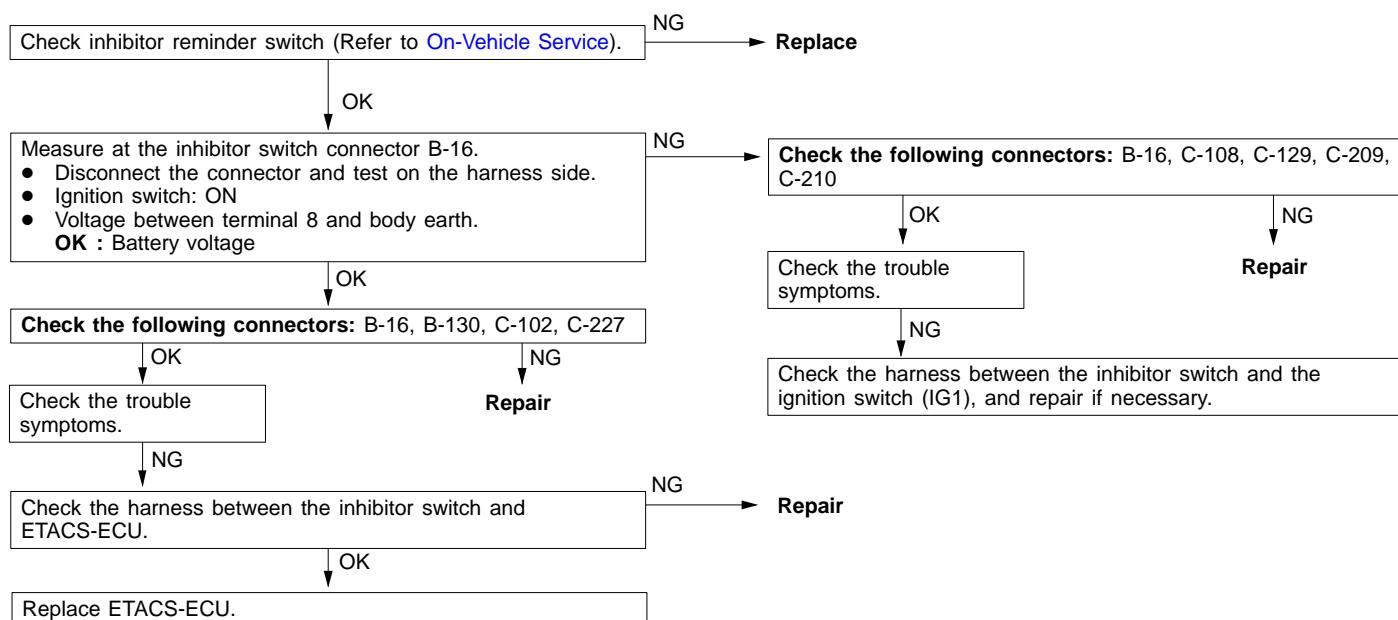 Check inhibitor reminder switch (Refer to On-Vehicle Service).
NG
Replace
OK
Measure at the inhibitor switch connector B-16.
● Disconnect the connector and test on the harness side.
● Ignition switch: ON
● Voltage between terminal 8 and body earth.
OK : Battery voltage
NG
Check the following connectors: B-16, C-108, C-129, C-209,
C-210
OK
NG
Check the trouble
symptoms.
Repair
NG
Check the harness between the inhibitor switch and the
ignition switch (IG1), and repair if necessary.
OK
Check the following connectors: B-16, B-130, C-102, C-227
OK
NG
Check the trouble
symptoms.
Repair
NG
Check the harness between the inhibitor switch and
ETACS-ECU.
NG
Repair
OK
Replace ETACS-ECU.